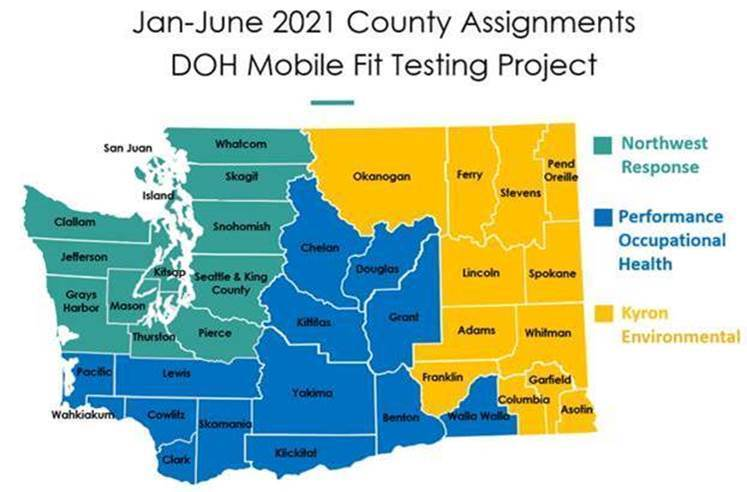 Jan-June 2021 County Assignments
DOH Mobile Fit Testing Project
San Juan
Whatcom
Skagit
Island
Snohomish
Clallam
Jefferson
Kitsap
Seattle & King
County
Grays
Harbor
Mason
Thurston
Pierce
Okanogan
Ferry
Stevens
Pend
Oreille
Chelan
Douglas
Lincoln
Spokane
Kittitas
Grant
Adams
Whitman
Pacific
Lewis
Yakima
Franklin
Garfield
Columbia
Asotin
Wahkiakum
Cowlitz
Skamania
Benton
Walla Walla
Clark
Klickitat
Northwest
Response
Performance
Occupational
Health
Kyron
Environmental